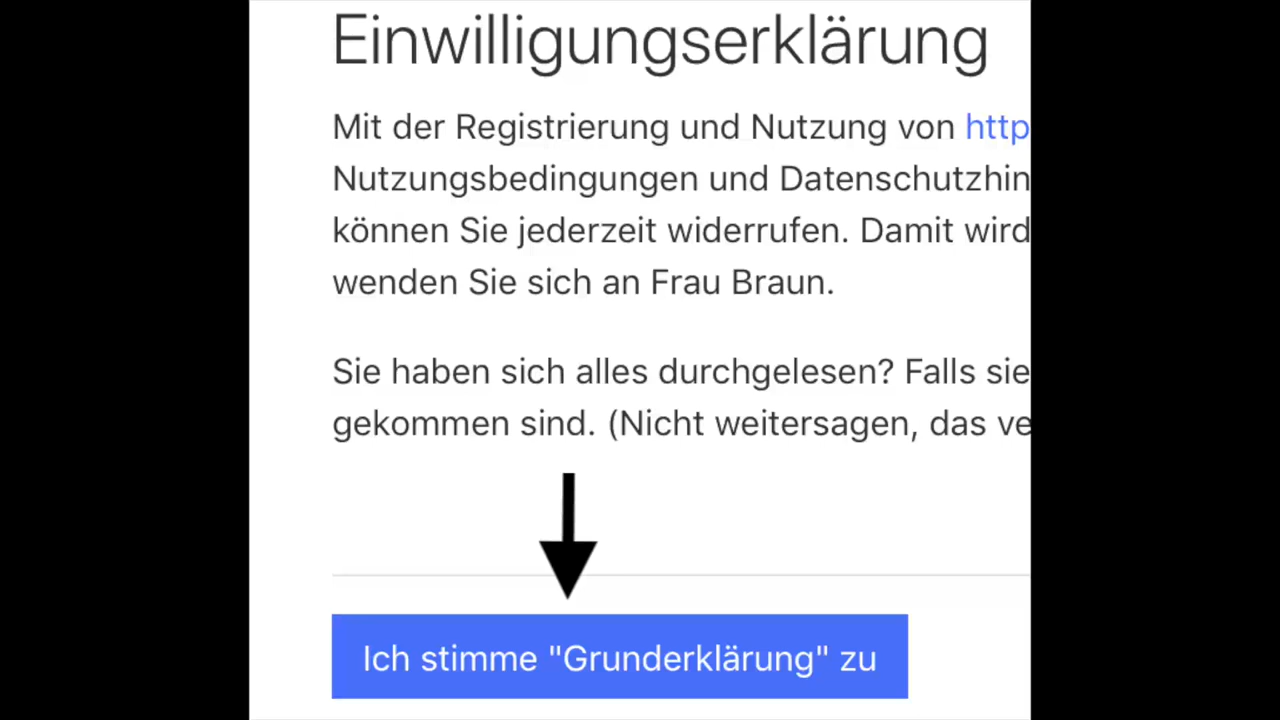 Einwilligungserklärung
Mit der Registrierung und Nutzung von http
Nutzungsbedingungen und Datenschutzhin
können Sie jederzeit widerrufen. Damit wird
wenden Sie sich an Frau Braun.
Sie haben sich alles durchgelesen? Falls sie
gekommen sind. (Nicht weitersagen, das ve
Ich stimme "Grunderklärung" zu